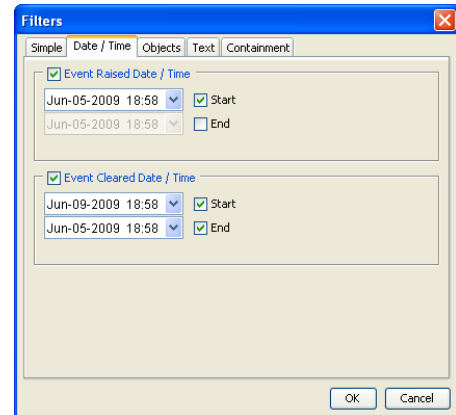 Filters
Simple Date / Time Objects Text Containment
Event Raised Date / Time
Jun-05-2009 18:58 Start
Jun-05-2009 18:58 End
Event Cleared Date / Time
Jun-09-2009 18:58 Start
Jun-05-2009 18:58 End
OK Cancel